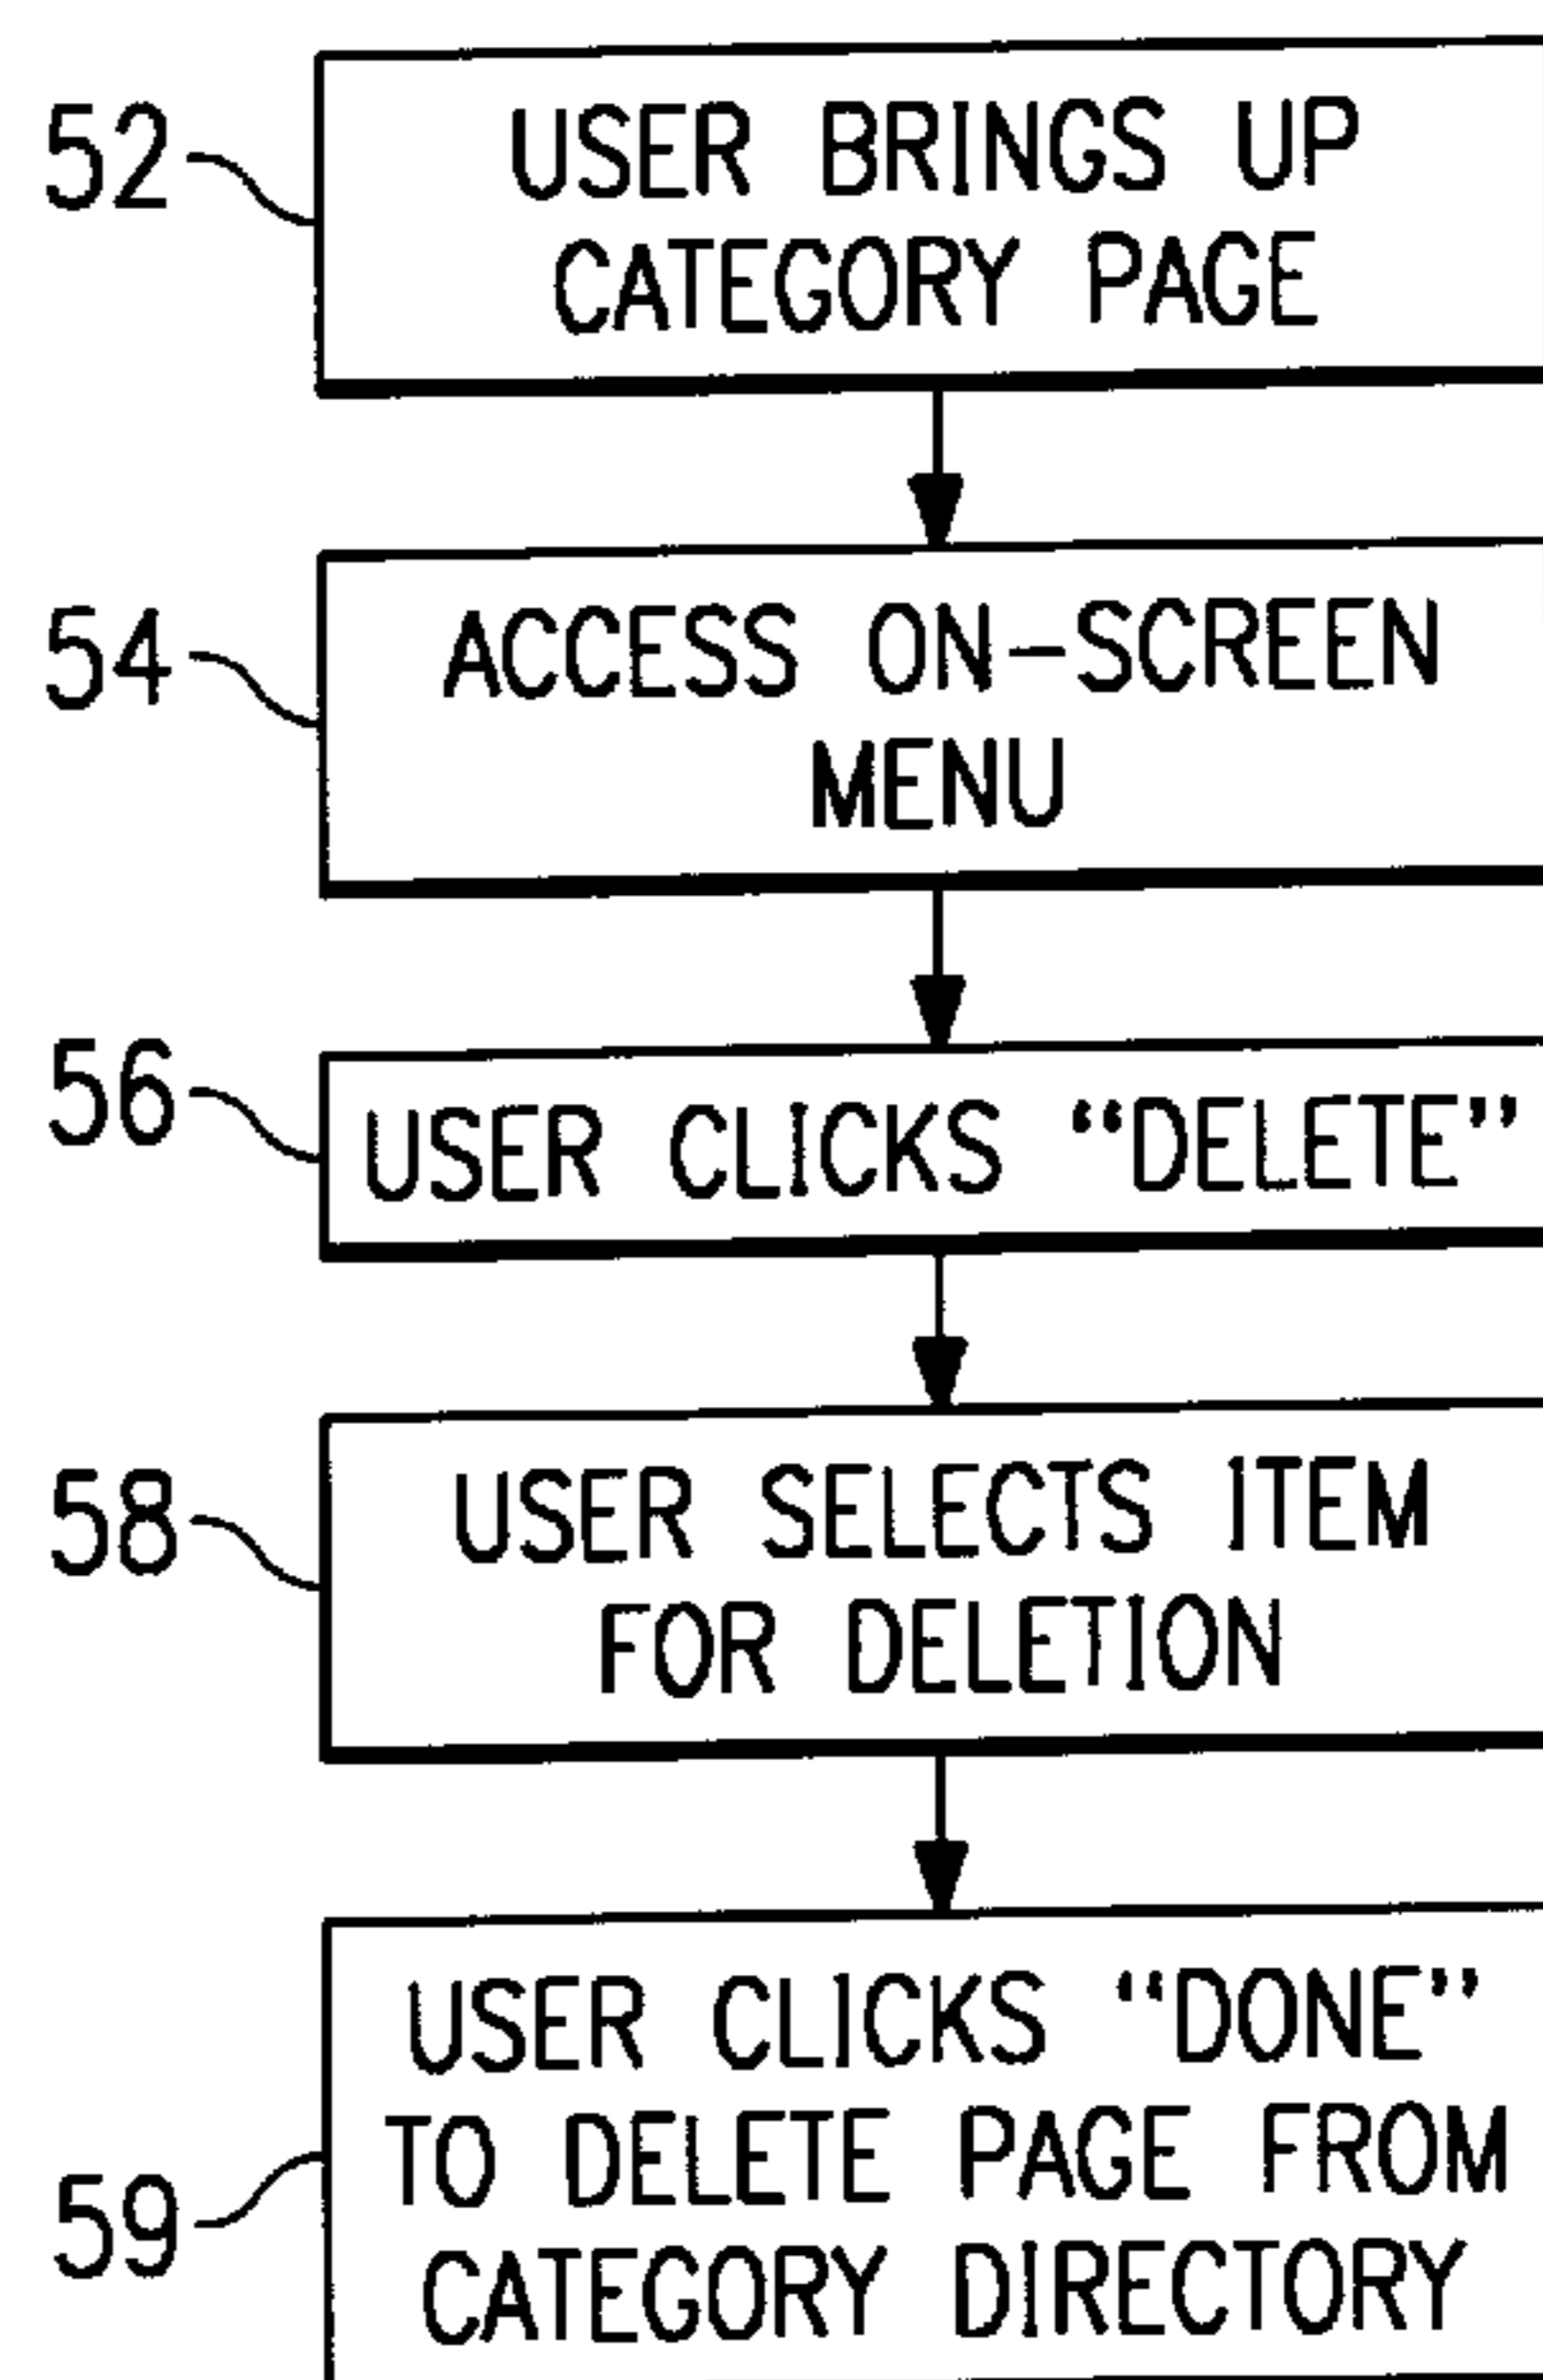 52
USER BRINGS UP
CATEGORY PAGE
54
ACCESS ON-SCREEN
MENU
56
USER CLICKS “DELETE”
58
USER SELECTS ITEM
FOR DELETION
59
USER CLICKS “DONE”
TO DELETE PAGE FROM
CATEGORY DIRECTORY